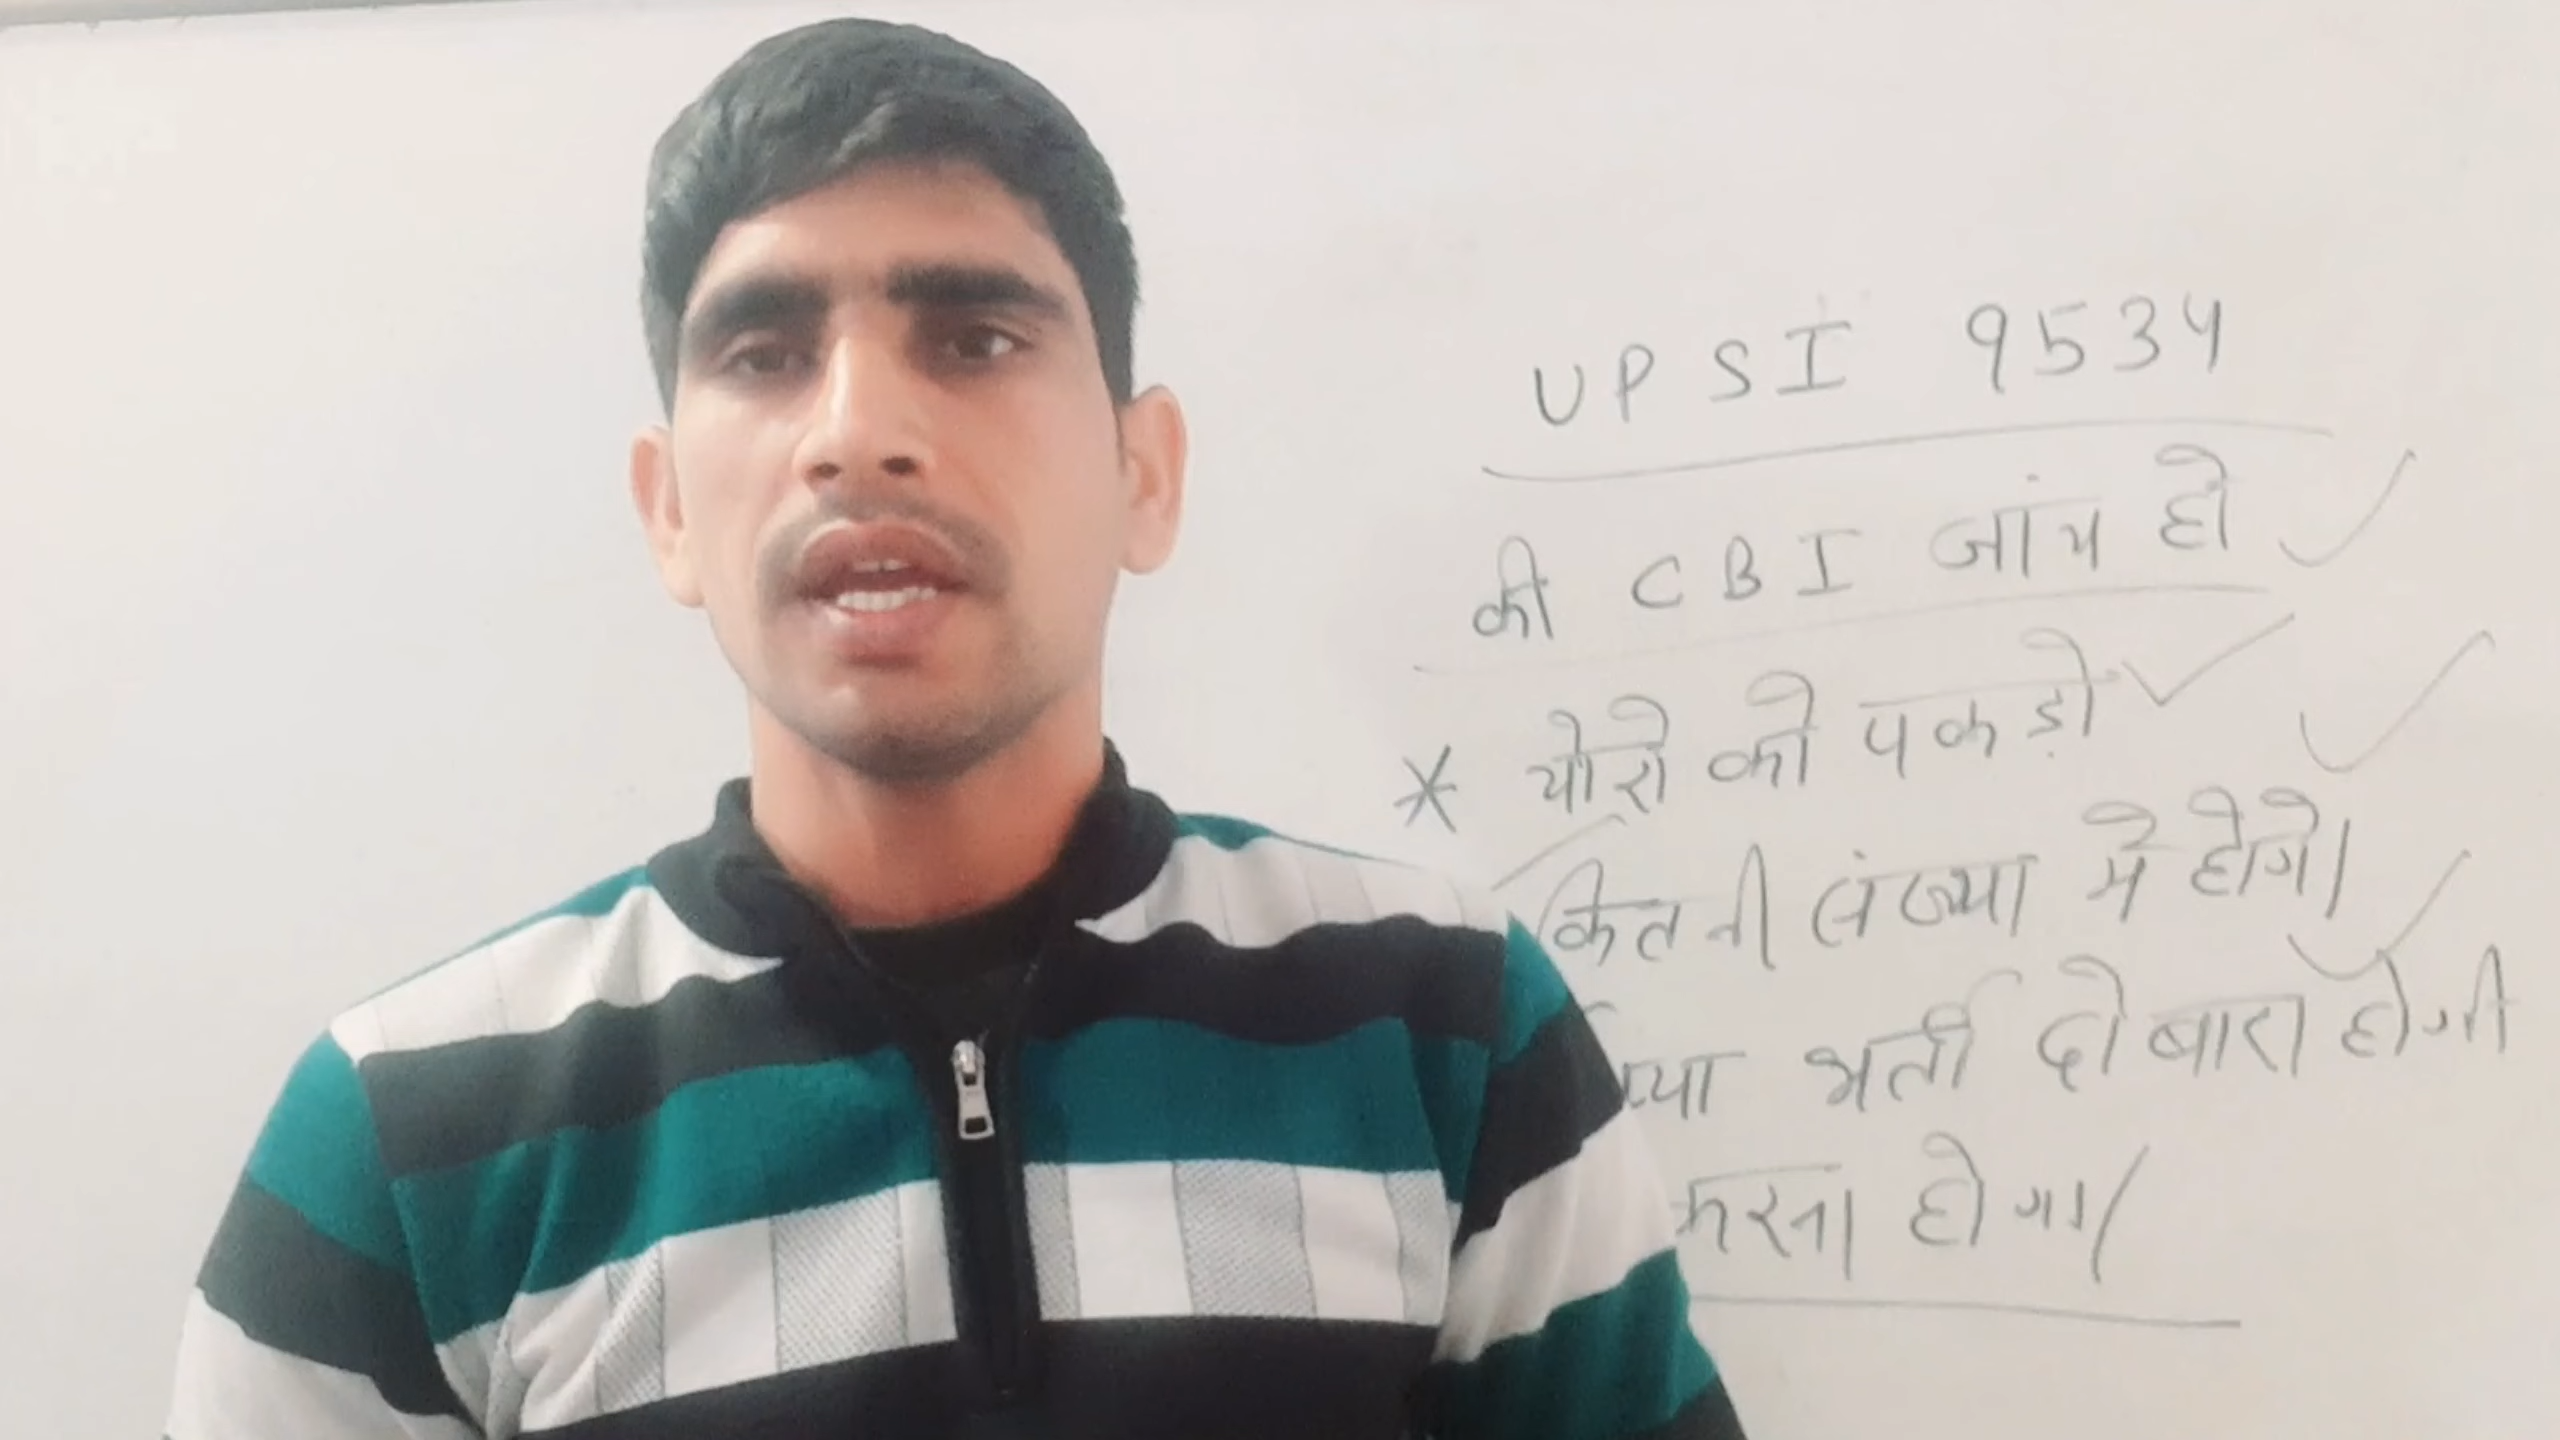 UPSI 9534
की CBI जांच हो
* चोरो को पकड़ो
कितनी संख्या मे होगे।
क्या भर्ती दोबारा होगी
करना होगा।